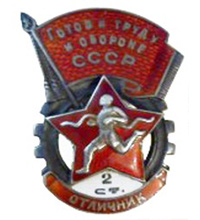 ГОТОВ К ТРУДУ
И ОБОРОНЕ
СССР
2
СТ.
ОТЛИЧНИК